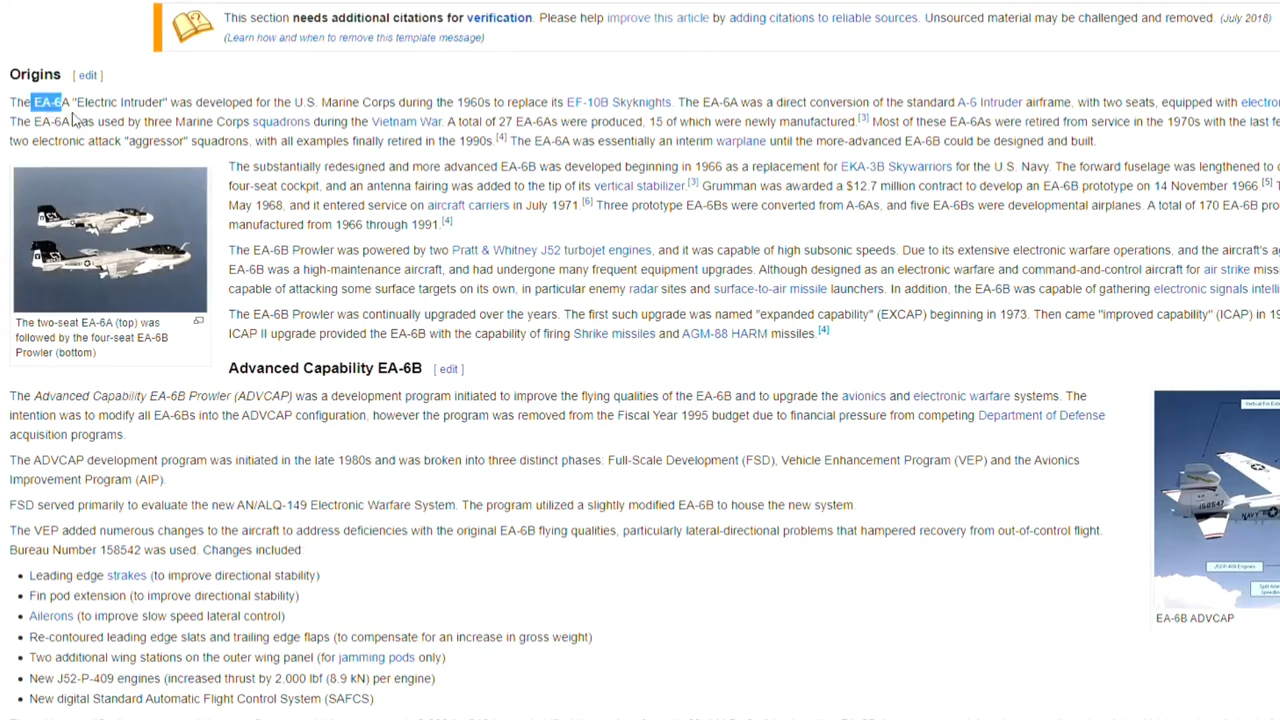 This section needs additional citations for verification. Please help improve this article by adding citations to reliable sources. Unsourced material may be challenged and removed. (July 2018)
(Learn how and when to remove this template message)
Origins [ edit ]
The EA-6A "Electric Intruder" was developed for the U.S. Marine Corps during the 1960s to replace its EF-10B Skyknights. The EA-6A was a direct conversion of the standard A-6 Intruder airframe, with two seats, equipped with
The EA-6A was used by three Marine Corps squadrons during the Vietnam War. A total of 27 EA-6As were produced, 15 of which were newly manufactured.[3] Most of these EA-6As were retired from service in the 1970s with the last
two electronic attack "aggressor" squadrons, with all examples finally retired in the 1990s.[4] The EA-6A was essentially an interim warplane until the more-advanced EA-6B could be designed and built.
The substantially redesigned and more advanced EA-6B was developed beginning in 1966 as a replacement for EKA-3B Skywarriors for the U.S. Navy. The forward fuselage was lengthened to
four-seat cockpit, and an antenna fairing was added to the tip of its vertical stabilizer.[3] Grumman was awarded a $12.7 million contract to develop an EA-6B prototype on 14 November 1966.[5]
May 1968, and it entered service on aircraft carriers in July 1971.[6] Three prototype EA-6Bs were converted from A-6As, and five EA-6Bs were developmental airplanes. A total of 170 EA-6B
manufactured from 1966 through 1991.[4]
The EA-6B Prowler was powered by two Pratt & Whitney J52 turbojet engines, and it was capable of high subsonic speeds. Due to its extensive electronic warfare operations, and the aircraft's
EA-6B was a high-maintenance aircraft, and had undergone many frequent equipment upgrades. Although designed as an electronic warfare and command-and-control aircraft for air strike
capable of attacking some surface targets on its own, in particular enemy radar sites and surface-to-air missile launchers. In addition, the EA-6B was capable of gathering electronic signals
The EA-6B Prowler was continually upgraded over the years. The first such upgrade was named "expanded capability" (EXCAP) beginning in 1973. Then came "improved capability" (ICAP) in
ICAP II upgrade provided the EA-6B with the capability of firing Shrike missiles and AGM-88 HARM missiles.[4]
The two-seat EA-6A (top) was
followed by the four-seat EA-6B
Prowler (bottom)
Advanced Capability EA-6B [ edit ]
The Advanced Capability EA-6B Prowler (ADVCAP) was a development program initiated to improve the flying qualities of the EA-6B and to upgrade the avionics and electronic warfare systems. The
intention was to modify all EA-6Bs into the ADVCAP configuration, however the program was removed from the Fiscal Year 1995 budget due to financial pressure from competing Department of Defense
acquisition programs.
The ADVCAP development program was initiated in the late 1980s and was broken into three distinct phases: Full-Scale Development (FSD), Vehicle Enhancement Program (VEP) and the Avionics
Improvement Program (AIP).
FSD served primarily to evaluate the new AN/ALQ-149 Electronic Warfare System. The program utilized a slightly modified EA-6B to house the new system.
The VEP added numerous changes to the aircraft to address deficiencies with the original EA-6B flying qualities, particularly lateral-directional problems that hampered recovery from out-of-control flight.
Bureau Number 158542 was used. Changes included
• Leading edge strakes (to improve directional stability)
• Fin pod extension (to improve directional stability)
• Ailerons (to improve slow speed lateral control)
• Re-contoured leading edge slats and trailing edge flaps (to compensate for an increase in gross weight)
• Two additional wing stations on the outer wing panel (for jamming pods only)
• New J52-P-409 engines (increased thrust by 2,000 lbf (8.9 kN) per engine)
• New digital Standard Automatic Flight Control System (SAFCS)
NAVY
J52-P-409 Engines
EA-6B ADVCAP